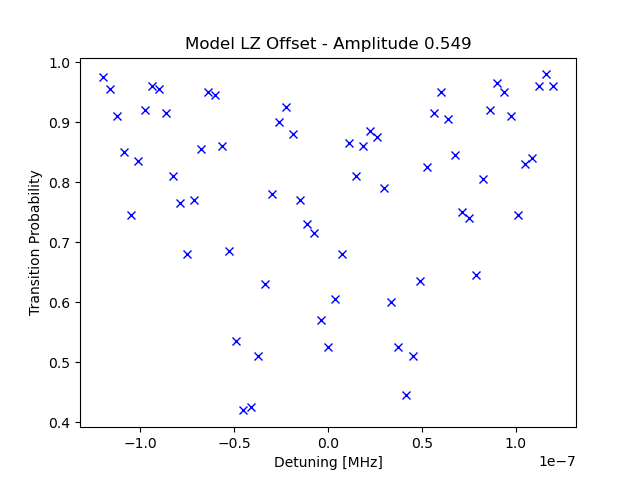 Model LZ Offset - Amplitude 0.549
1.0
0.9
0.8
0.7
0.6
0.5
0.4
Transition Probability
−1.0 −0.5 0.0 0.5 1.0
1e−7
Detuning [MHz]